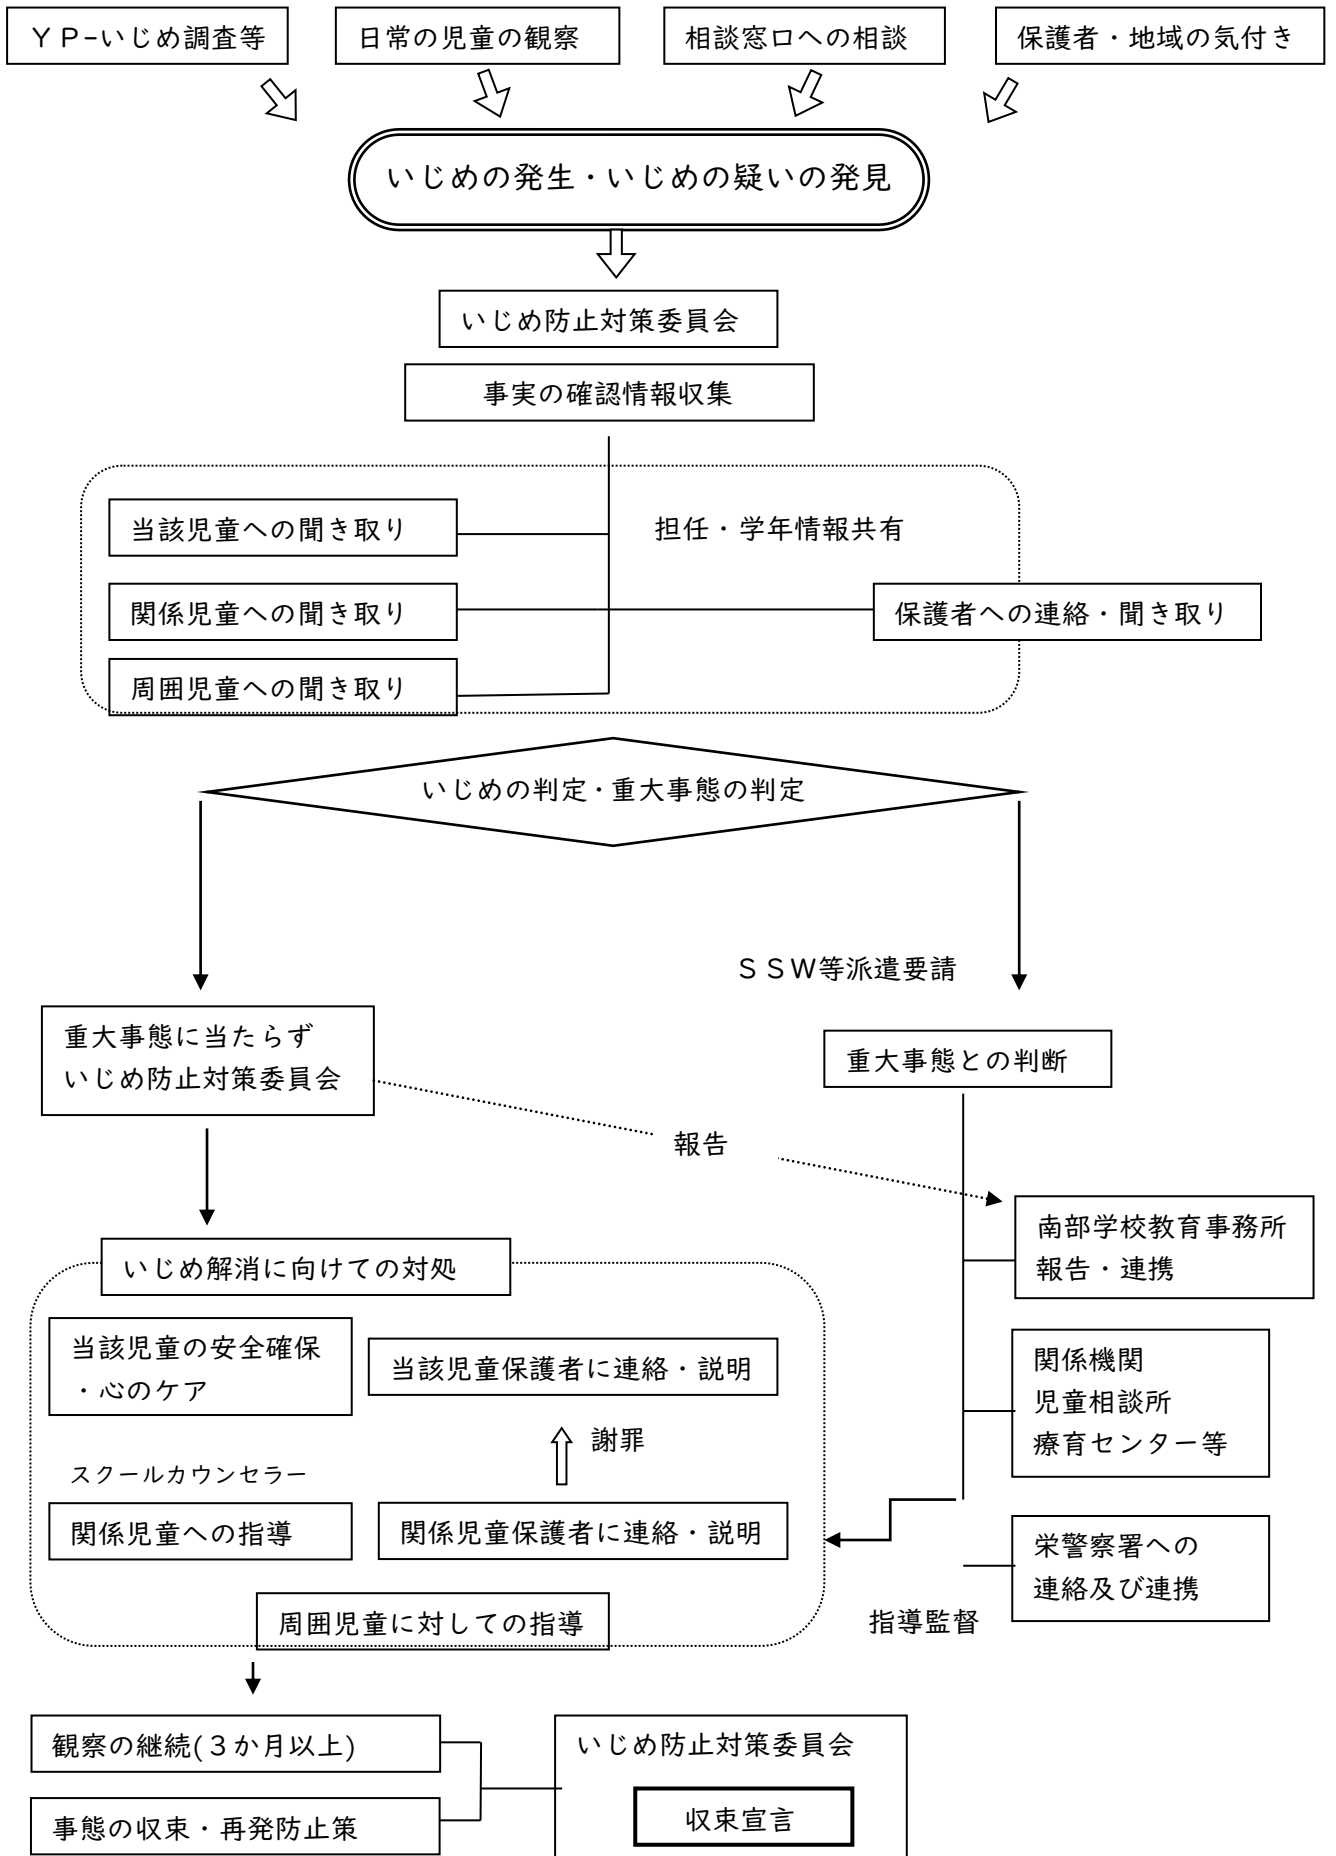 ＹＰ-いじめ調査等
日常の児童の観察
相談窓口への相談
保護者・地域の気付き
いじめの発生・いじめの疑いの発見
いじめ防止対策委員会
事実の確認情報収集
当該児童への聞き取り
担任・学年情報共有
関係児童への聞き取り
保護者への連絡・聞き取り
周囲児童への聞き取り
いじめの判定・重大事態の判定
ＳＳＷ等派遣要請
重大事態に当たらず
いじめ防止対策委員会
重大事態との判断
報告
南部学校教育事務所
報告・連携
いじめ解消に向けての対処
当該児童の安全確保
・心のケア
当該児童保護者に連絡・説明
関係機関
児童相談所
療育センター等
謝罪
スクールカウンセラー
関係児童への指導
関係児童保護者に連絡・説明
栄警察署への
連絡及び連携
周囲児童に対しての指導
指導監督
観察の継続(３か月以上)
いじめ防止対策委員会
事態の収束・再発防止策
収束宣言